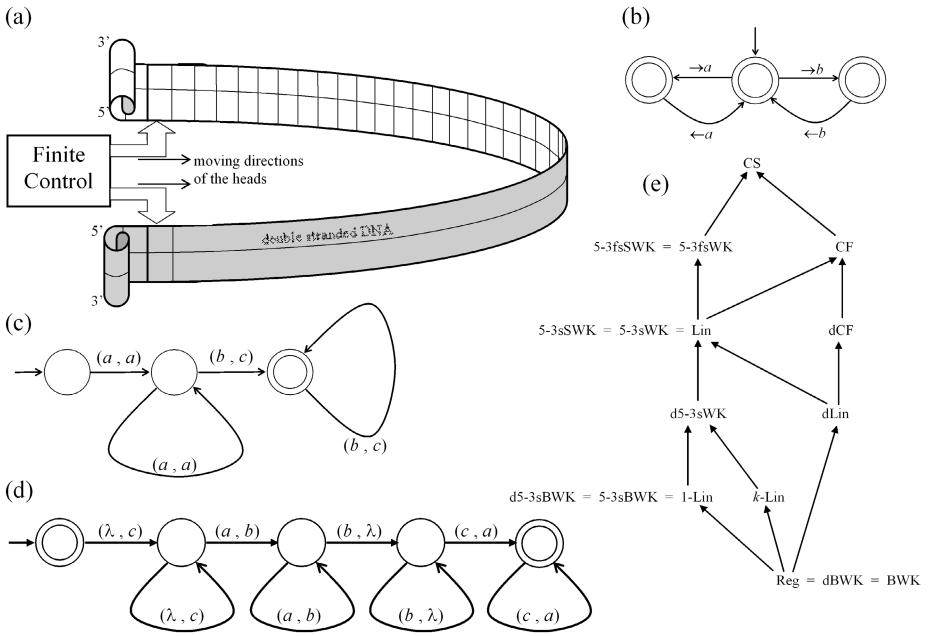 (a)
3’
5’
Finite
Control
moving directions
of the heads
5’
3’
double stranded DNA
(b)
→a
→b
←a
←b
(c)
(a , a)
(b , c)
(a , a)
(b , c)
(d)
(λ , c)
(a , b)
(b , λ)
(c , a)
(λ , c)
(a , b)
(b , λ)
(c , a)
(e)
CS
5-3fsSWK = 5-3fsWK
CF
5-3sSWK = 5-3sWK = Lin
dCF
d5-3sWK
dLin
d5-3sBWK = 5-3sBWK = 1-Lin
k-Lin
Reg = dBWK = BWK